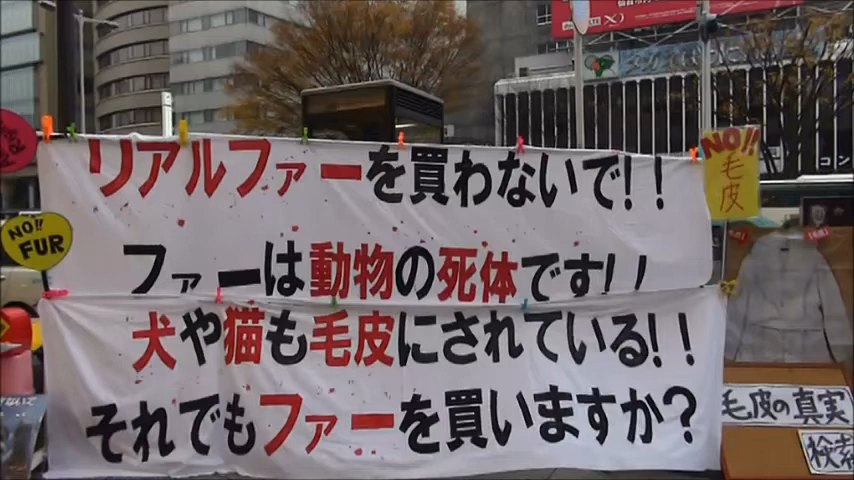 リアルファーを買わないで!!
ファーは動物の死体です!!
犬や猫も毛皮にされている!!
それでもファーを買いますか?
NO!!
FUR
NO!!
毛皮
毛皮の真実
検索
コン